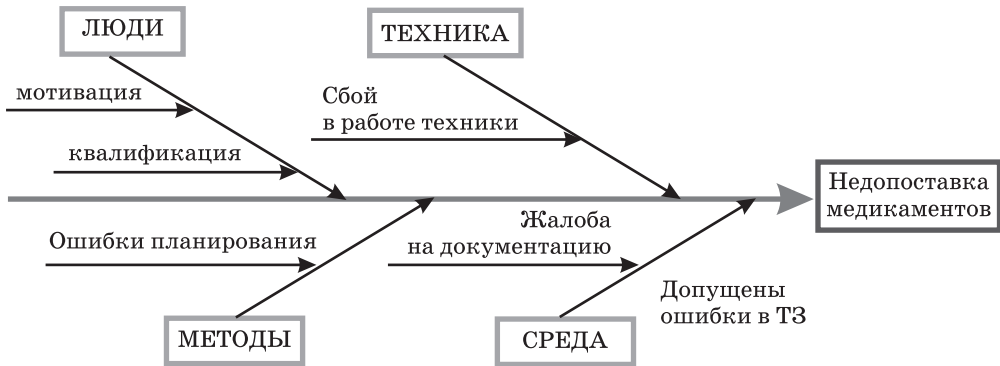 ЛЮДИ
ТЕХНИКА
мотивация
Сбой
в работе техники
квалификация
Недопоставка
медикаментов
Ошибки планирования
Жалоба
на документацию
Допущены
ошибки в ТЗ
МЕТОДЫ
СРЕДА